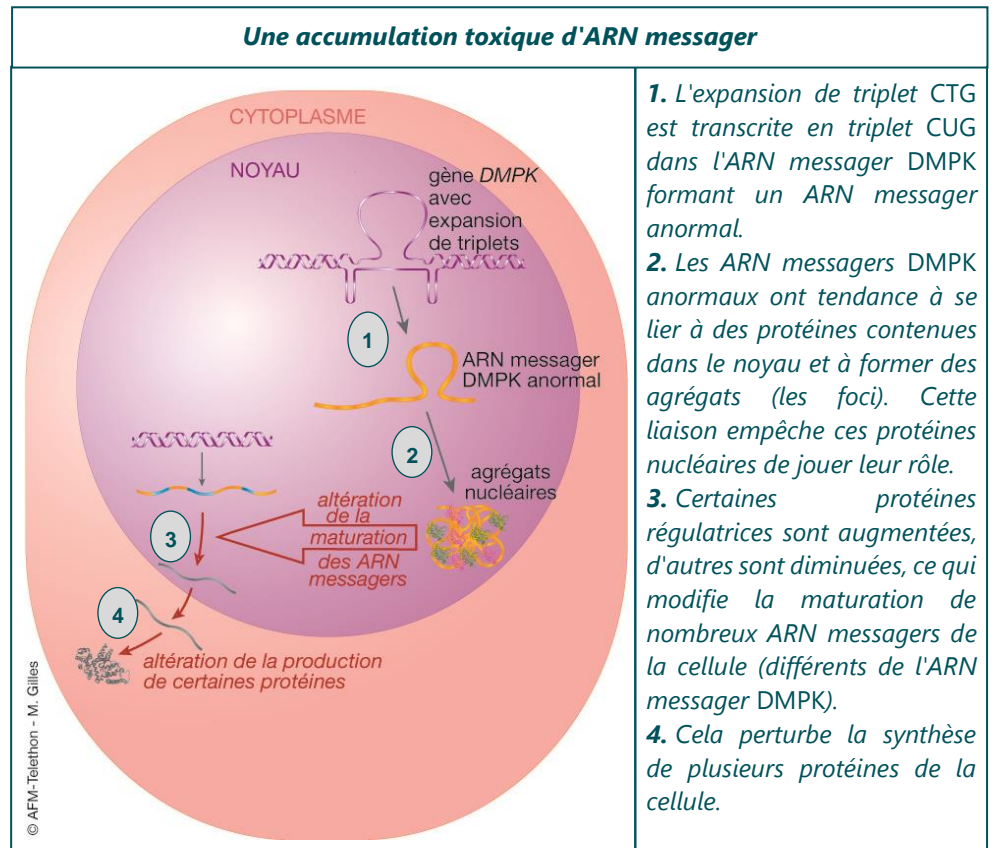 Une accumulation toxique d'ARN messager
CYTOPLASME
NOYAU
gène DMPK
avec
expansion
de triplets
1
ARN messager
DMPK anormal
2
agrégats
nucléaires
altération
de la
maturation
des ARN
messagers
3
4
altération de la production
de certaines protéines
© AFM-Telethon - M. Gilles
1. L'expansion de triplet CTG
est transcrite en triplet CUG
dans l'ARN messager DMPK
formant un ARN messager
anormal.
2. Les ARN messagers DMPK
anormaux ont tendance à se
lier à des protéines contenues
dans le noyau et à former des
agrégats (les foci). Cette
liaison empêche ces protéines
nucléaires de jouer leur rôle.
3. Certaines protéines
régulatrices sont augmentées,
d'autres sont diminuées, ce qui
modifie la maturation de
nombreux ARN messagers de
la cellule (différents de l'ARN
messager DMPK).
4. Cela perturbe la synthèse
de plusieurs protéines de la
cellule.